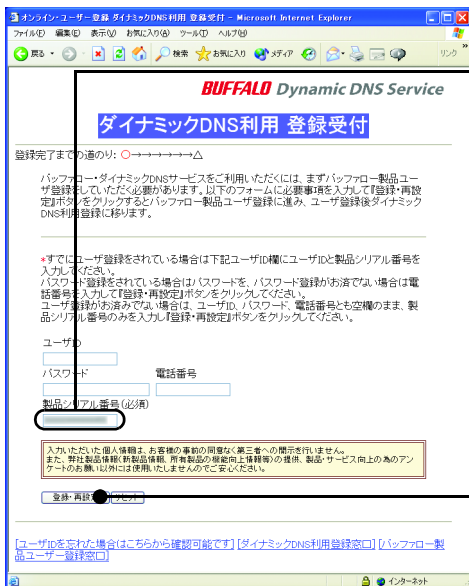 オンライン・ユーザー登録 ダイナミックDNS利用 登録受付 - Microsoft Internet Explorer
ファイル(F) 編集(E) 表示(V) お気に入り(A) ツール(T) ヘルプ(H)
戻る 検索 お気に入り メディア リンク »
BUFFALO Dynamic DNS Service
ダイナミックDNS利用 登録受付
登録完了までの道のり: ○→→→→→→△
バッファロー・ダイナミックDNSサービスをご利用いただくには、まずバッファロー製品ユー
ザ登録をしていただく必要があります。以下のフォームに必要事項を入力して『登録・再設
定』ボタンをクリックするとバッファロー製品ユーザ登録に進み、ユーザ登録後ダイナミック
DNS利用登録に移ります。
*すでにユーザ登録をされている場合は下記ユーザID欄にユーザIDと製品シリアル番号を
入力してください。
パスワード登録をされている場合はパスワードを、パスワード登録がお済でない場合は電
話番号を入力して『登録・再設定』ボタンをクリックしてください。
ユーザ登録がお済みでない場合は、ユーザID、パスワード、電話番号とも空欄のまま、製
品シリアル番号のみを入力し『登録・再設定』ボタンをクリックしてください。
ユーザID
パスワード 電話番号
製品シリアル番号(必須)
入力いただいた個人情報は、お客様の事前の同意なく第三者への開示を行いません。
また、弊社製品情報(新製品情報、所有製品の機能向上情報等)の提供、製品・サービス向上の為のアン
ケートのお願い以外には使用いたしませんのでご安心ください。
登録・再設定 リセット
[ユーザIDを忘れた場合はこちらから確認可能です] [ダイナミックDNS利用登録窓口] [バッファロー製
品ユーザー登録窓口]
インターネット